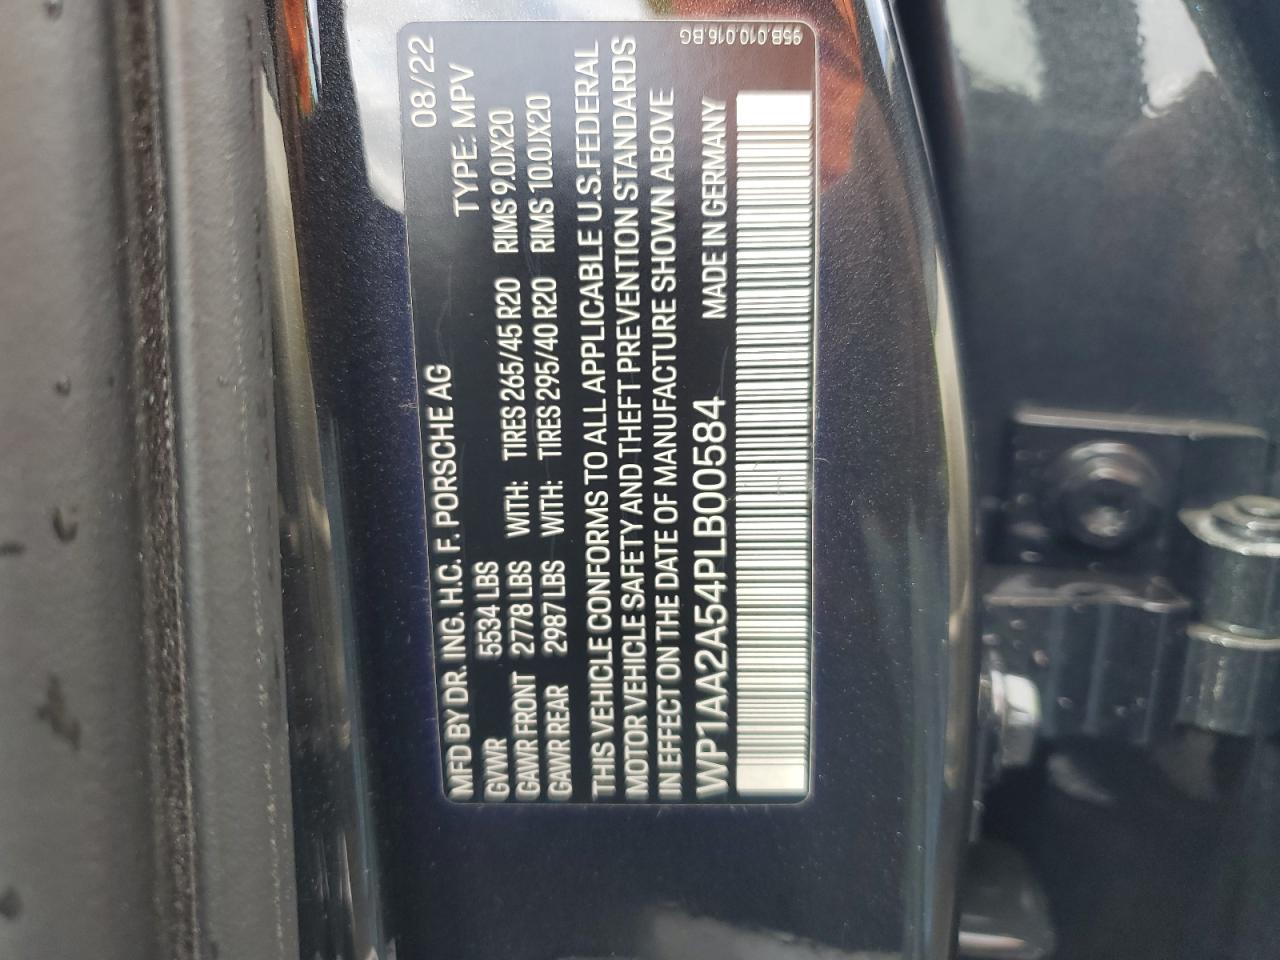 MFD BY DR. ING. H.C. F. PORSCHE AG 08/22
GVWR 5534 LBS TYPE: MPV
GAWR FRONT 2778 LBS WITH: TIRES 265/45 R20 RIMS 9.0JX20
GAWR REAR 2987 LBS WITH: TIRES 295/40 R20 RIMS 10.0JX20
THIS VEHICLE CONFORMS TO ALL APPLICABLE U.S.FEDERAL
MOTOR VEHICLE SAFETY AND THEFT PREVENTION STANDARDS
IN EFFECT ON THE DATE OF MANUFACTURE SHOWN ABOVE
WP1AA2A54PLB00584 MADE IN GERMANY
95B.010.016.BG